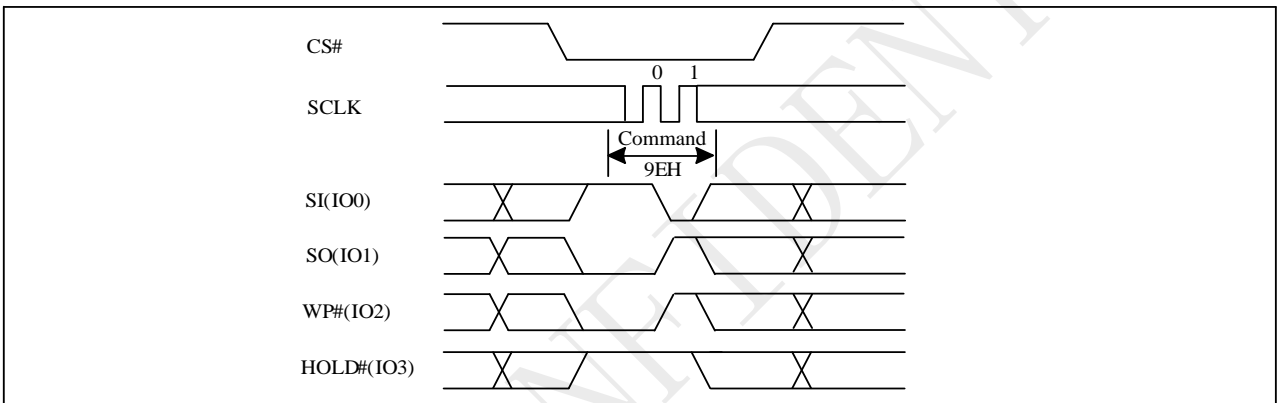 CS#
0 1
SCLK
Command
9EH
SI(IO0)
SO(IO1)
WP#(IO2)
HOLD#(IO3)